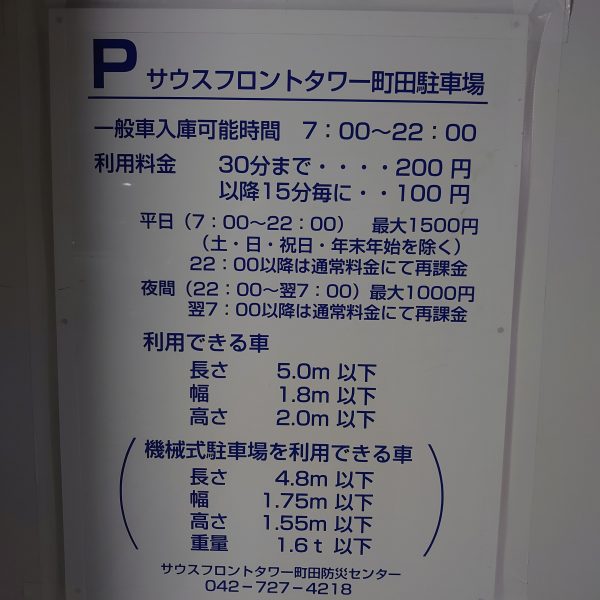 P サウスフロントタワー町田駐車場
一般車入庫可能時間 7:00〜22:00
利用料金 30分まで・・・・200円
以降15分毎に・・100円
平日(7:00〜22:00) 最大1500円
(土・日・祝日・年末年始を除く)
22:00以降は通常料金にて再課金
夜間(22:00〜翌7:00)最大1000円
翌7:00以降は通常料金にて再課金
利用できる車
長さ 5.0m 以下
幅 1.8m 以下
高さ 2.0m 以下
(機械式駐車場を利用できる車
長さ 4.8m 以下
幅 1.75m 以下
高さ 1.55m 以下
重量 1.6t 以下)
サウスフロントタワー町田防災センター
042-727-4218